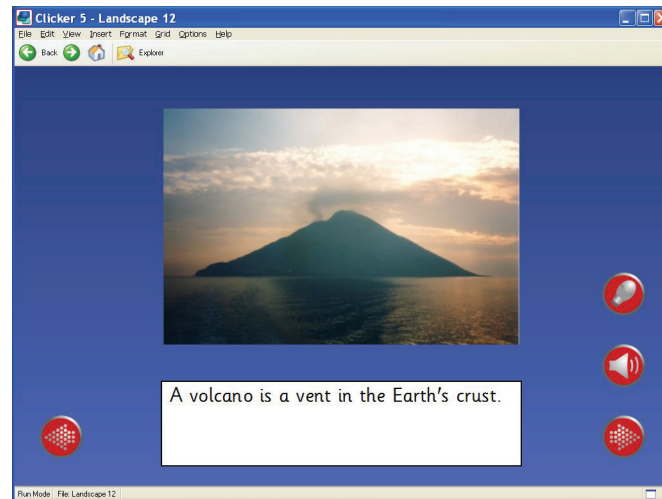 Clicker 5 - Landscape 12
File Edit View Insert Format Grid Options Help
Back Explorer
A volcano is a vent in the Earth's crust.
Run Mode File: Landscape 12